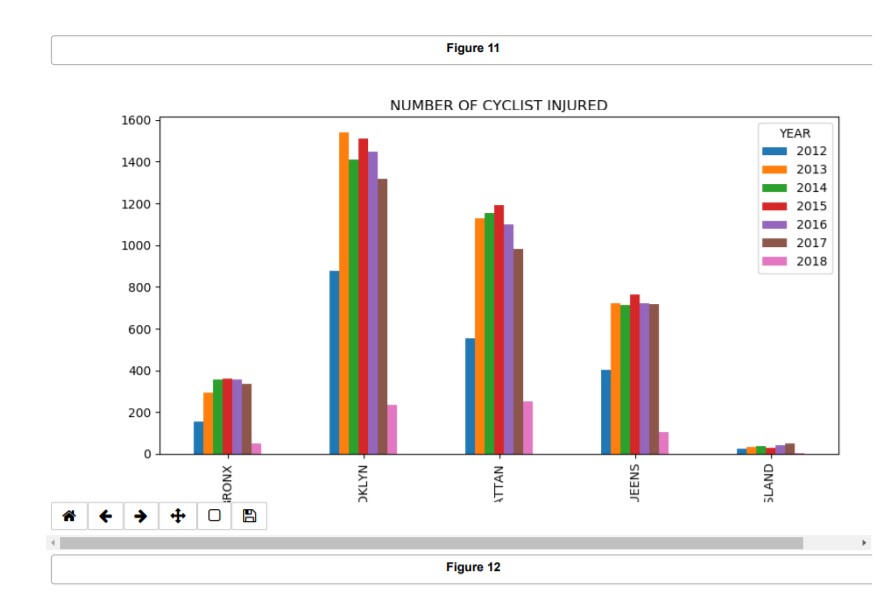 Figure 11
NUMBER OF CYCLIST INJURED
1600
1400
1200
1000
800
600
400
200
0
YEAR
2012
2013
2014
2015
2016
2017
2018
RONX
OKLYN
ATTAN
JEENS
SLAND
Figure 12